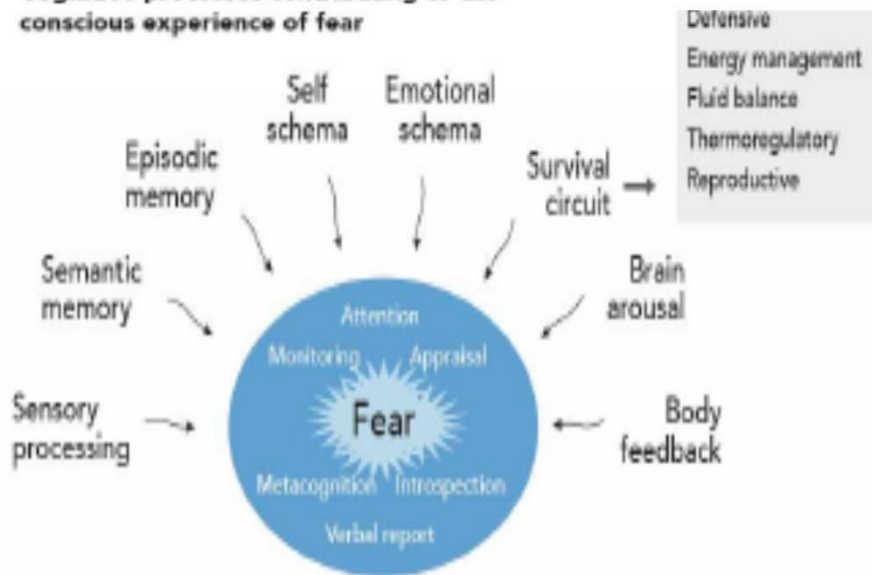 conscious experience of fear
Defensive
Energy management
Fluid balance
Thermoregulatory
Reproductive
Self
schema
Emotional
schema
Episodic
memory
Survival
circuit
Semantic
memory
Brain
arousal
Sensory
processing
Body
feedback
Attention
Monitoring
Appraisal
Fear
Metacognition
Introspection
Verbal report